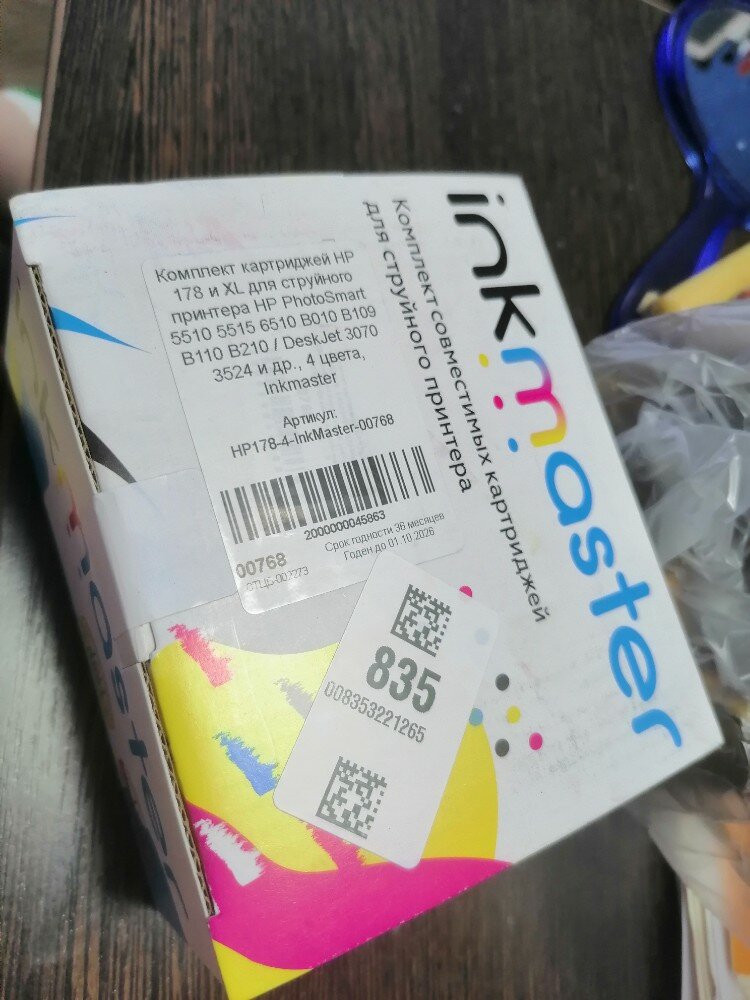 Комплект картриджей HP
178 и XL для струйного
принтера HP PhotoSmart
5510 5515 6510 B010 B109
B110 B210 / DeskJet 3070
3524 и др., 4 цвета,
Inkmaster
Артикул:
HP178-4-InkMaster-00768
2000000045863
Срок годности 36 месяцев
Годен до 01.10.2026
00768
inkmaster
Комплект совместимых картриджей
для струйного принтера
835
008353221265
master